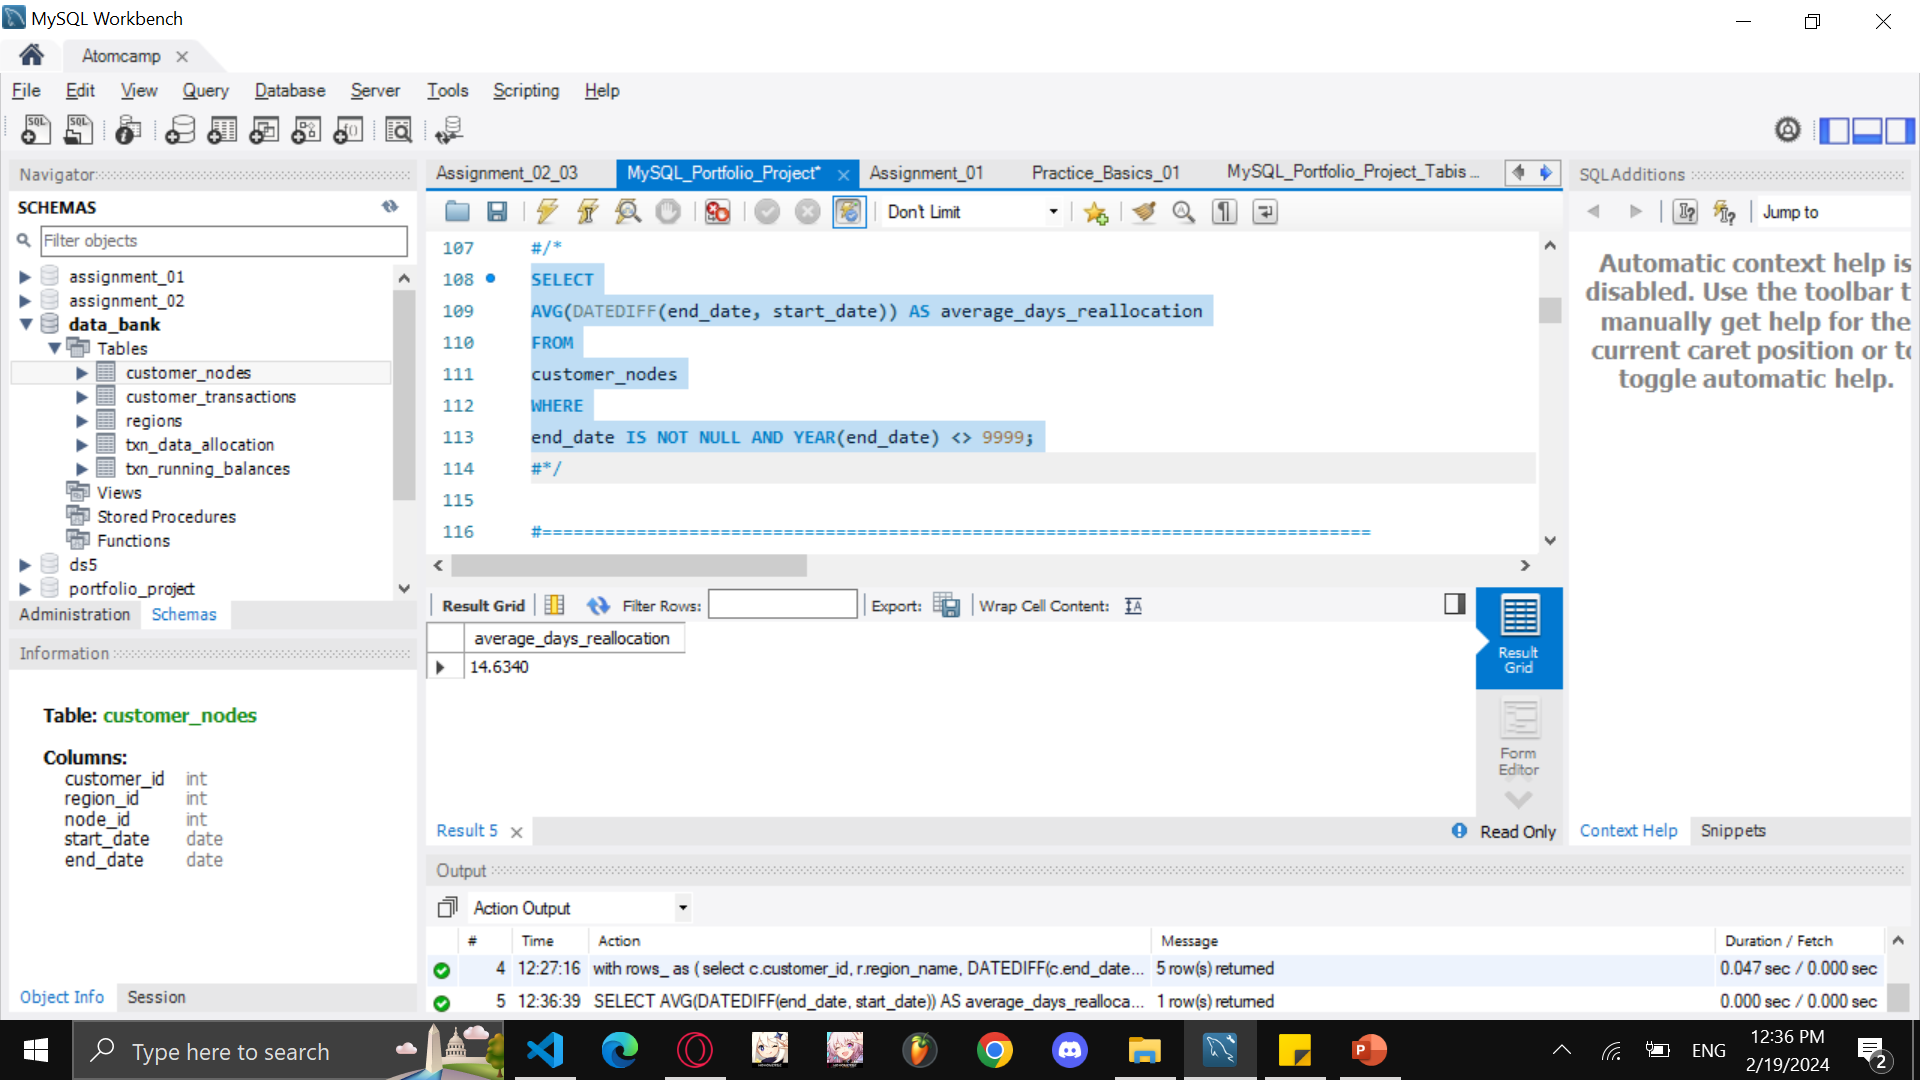 MySQL Workbench
Atomcamp
File Edit View Query Database Server Tools Scripting Help
Navigator
SCHEMAS
Filter objects
assignment_01
assignment_02
data_bank
Tables
customer_nodes
customer_transactions
regions
txn_data_allocation
txn_running_balances
Views
Stored Procedures
Functions
ds5
portfolio_project
Administration Schemas
Information
Table: customer_nodes
Columns:
customer_id int
region_id int
node_id int
start_date date
end_date date
Object Info Session
Assignment_02_03 MySQL_Portfolio_Project* Assignment_01 Practice_Basics_01 MySQL_Portfolio_Project_Tabis ...
Don't Limit
107 #/*
108 SELECT
109 AVG(DATEDIFF(end_date, start_date)) AS average_days_reallocation
110 FROM
111 customer_nodes
112 WHERE
113 end_date IS NOT NULL AND YEAR(end_date) <> 9999;
114 #*/
115
116 #===============================================================================
Result Grid Filter Rows: Export: Wrap Cell Content:
average_days_reallocation
14.6340
Result Grid
Form Editor
Result 5
Read Only
SQLAdditions
Jump to
Automatic context help is
disabled. Use the toolbar t
manually get help for the
current caret position or to
toggle automatic help.
Context Help Snippets
Output
Action Output
# Time Action Message Duration / Fetch
4 12:27:16 with rows_ as ( select c.customer_id, r.region_name, DATEDIFF(c.end_date... 5 row(s) returned 0.047 sec / 0.000 sec
5 12:36:39 SELECT AVG(DATEDIFF(end_date, start_date)) AS average_days_realloca... 1 row(s) returned 0.000 sec / 0.000 sec
Type here to search
ENG
12:36 PM
2/19/2024
2